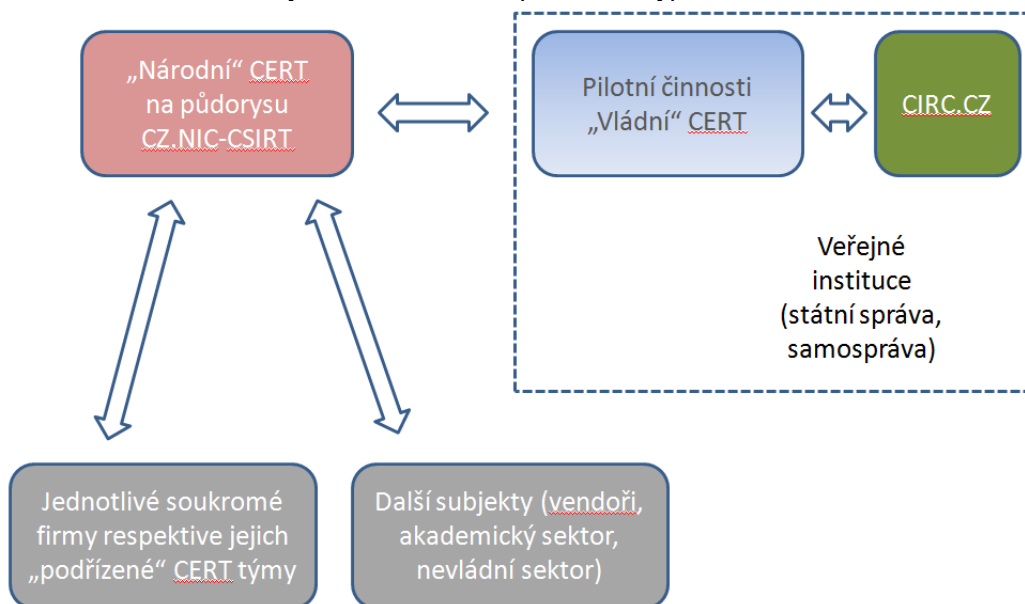 „Národní“ CERT
na půdorysu
CZ.NIC-CSIRT
Pilotní činnosti
„Vládní“ CERT
CIRC.CZ
Veřejné
instituce
(státní správa,
samospráva)
Jednotlivé soukromé
firmy respektive jejich
„podřízené“ CERT týmy
Další subjekty (vendoři,
akademický sektor,
nevládní sektor)